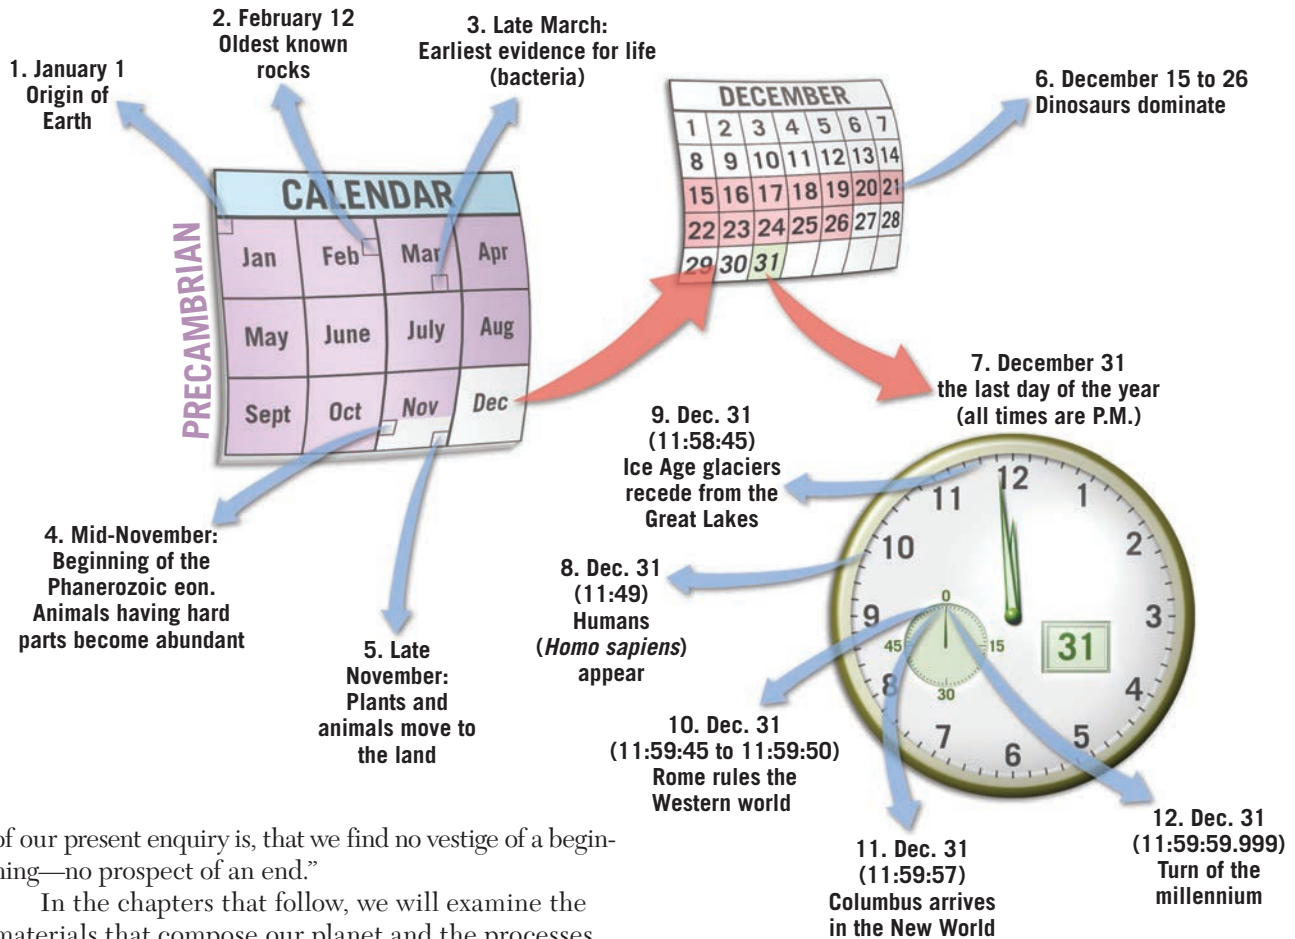 1. January 1
Origin of
Earth
2. February 12
Oldest known
rocks
3. Late March:
Earliest evidence for life
(bacteria)
PRECAMBRIAN
CALENDAR
Jan Feb Mar Apr
May June July Aug
Sept Oct Nov Dec
DECEMBER
1 2 3 4 5 6 7
8 9 10 11 12 13 14
15 16 17 18 19 20 21
22 23 24 25 26 27 28
29 30 31
4. Mid-November:
Beginning of the
Phanerozoic eon.
Animals having hard
parts become abundant
5. Late
November:
Plants and
animals move to
the land
6. December 15 to 26
Dinosaurs dominate
7. December 31
the last day of the year
(all times are P.M.)
12
1
2
3
4
5
6
7
8
9
10
11
0
15
30
45
31
8. Dec. 31
(11:49)
Humans
(Homo sapiens)
appear
9. Dec. 31
(11:58:45)
Ice Age glaciers
recede from the
Great Lakes
10. Dec. 31
(11:59:45 to 11:59:50)
Rome rules the
Western world
11. Dec. 31
(11:59:57)
Columbus arrives
in the New World
12. Dec. 31
(11:59:59.999)
Turn of the
millennium
of our present enquiry is, that we find no vestige of a begin-
ning—no prospect of an end.”
In the chapters that follow, we will examine the
materials that compose our planet and the processes